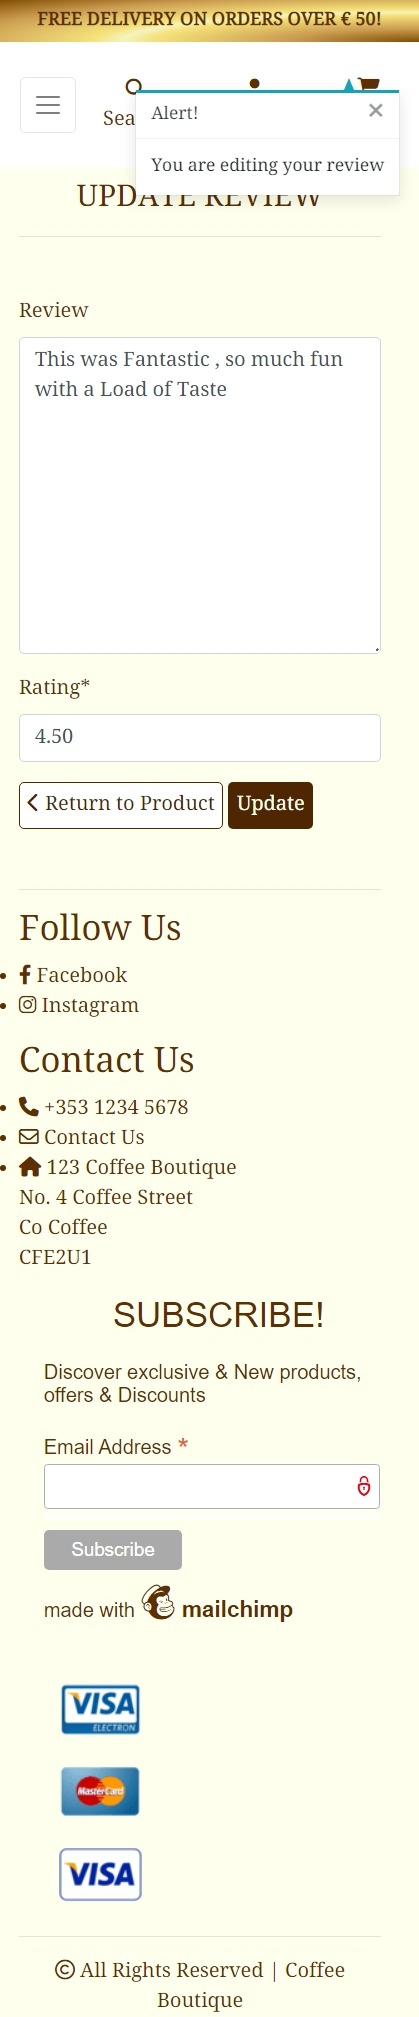 FREE DELIVERY ON ORDERS OVER € 50!
Sea
Alert! ×
You are editing your review
UPDATE REVIEW
Review
This was Fantastic , so much fun
with a Load of Taste
Rating*
4.50
Return to Product Update
Follow Us
Facebook
Instagram
Contact Us
+353 1234 5678
Contact Us
123 Coffee Boutique
No. 4 Coffee Street
Co Coffee
CFE2U1
SUBSCRIBE!
Discover exclusive & New products,
offers & Discounts
Email Address *
Subscribe
made with mailchimp
VISA
ELECTRON
MasterCard
VISA
© All Rights Reserved | Coffee
Boutique